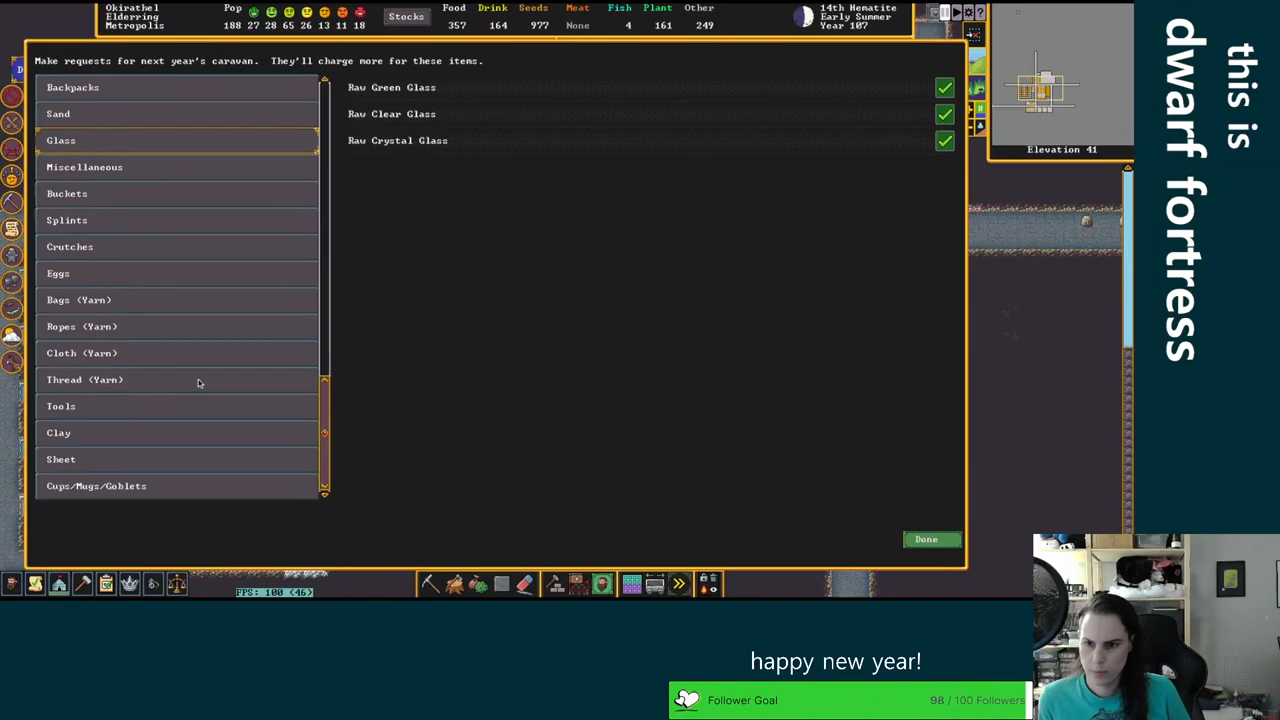 Okirathel
Elderring
Metropolis
Pop
188 27 28 65 26 13 11 18
Stocks
Food
357
Drink
164
Seeds
977
Meat
None
Fish
4
Plant
161
Other
249
14th Hematite
Early Summer
Year 107
Make requests for next year's caravan. They'll charge more for these items.
Backpacks
Sand
Glass
Miscellaneous
Buckets
Splints
Crutches
Eggs
Bags (Yarn)
Ropes (Yarn)
Cloth (Yarn)
Thread (Yarn)
Tools
Clay
Sheet
Cups/Mugs/Goblets
Raw Green Glass
Raw Clear Glass
Raw Crystal Glass
Done
Elevation 41
FPS: 100 (46)
this is
dwarf fortress
happy new year!
Follower Goal
98 / 100 Followers